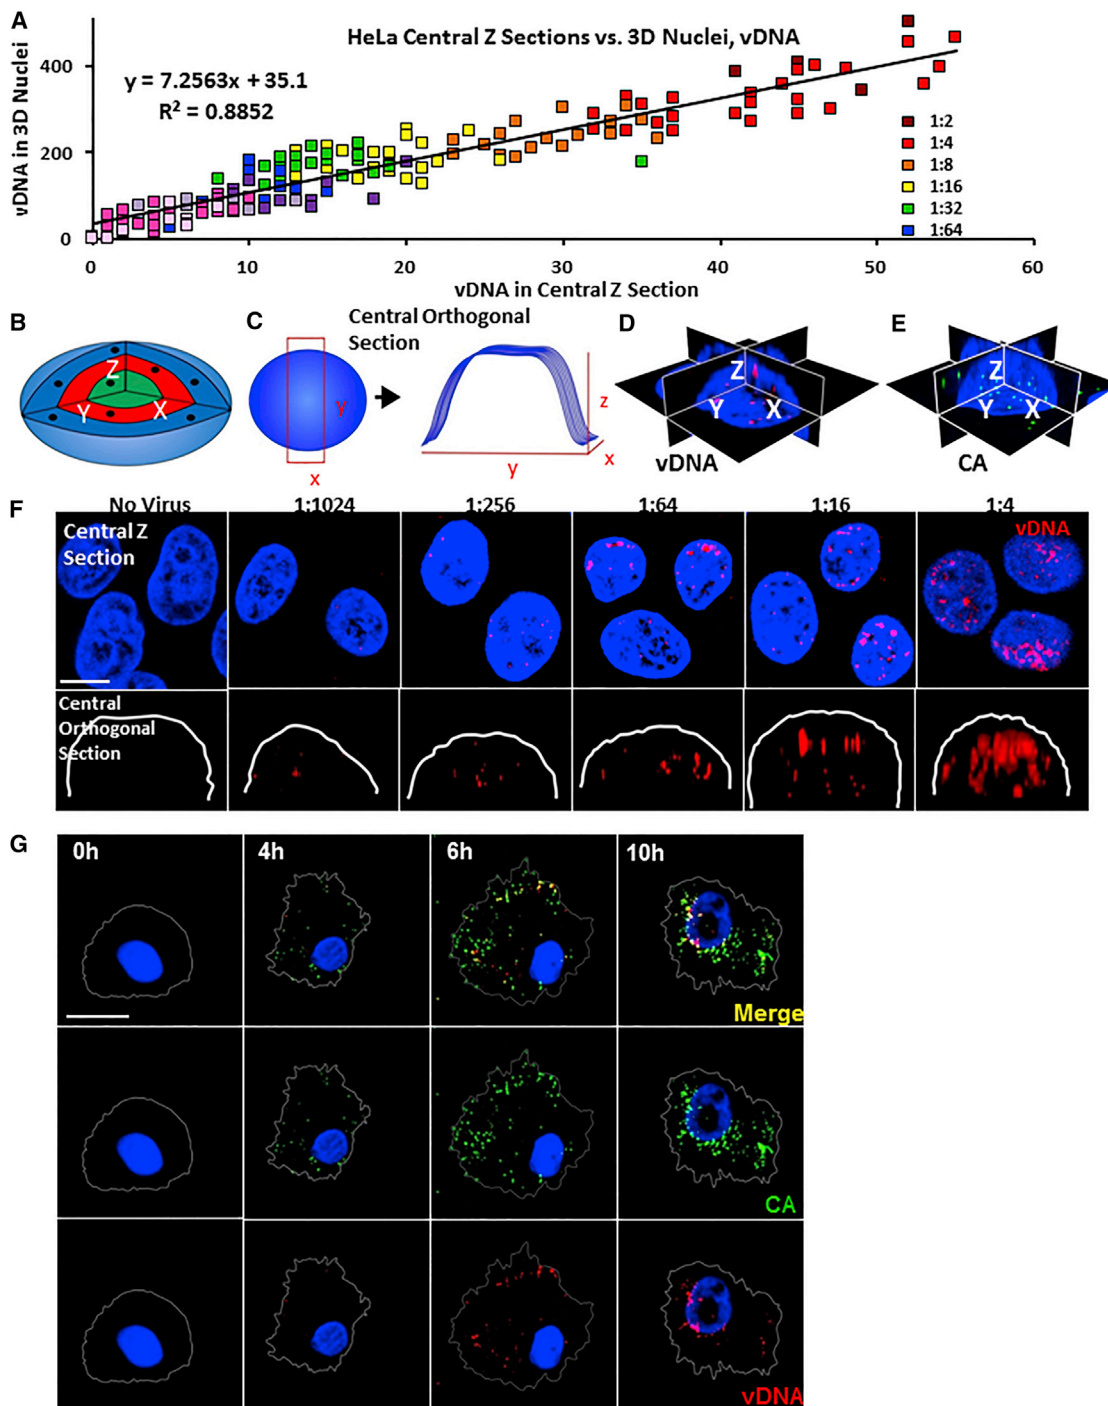 A
HeLa Central Z Sections vs. 3D Nuclei, vDNA
y = 7.2563x + 35.1
R² = 0.8852
vDNA in 3D Nuclei
400
200
0
0 10 20 30 40 50 60
vDNA in Central Z Section
1:2
1:4
1:8
1:16
1:32
1:64
B
Z
Y X
C
y
x
Central Orthogonal
Section
z
y x
D
Z
Y X
vDNA
E
Z
Y X
CA
F
No Virus 1:1024 1:256 1:64 1:16 1:4
Central Z
Section
vDNA
Central
Orthogonal
Section
G
0h 4h 6h 10h
Merge
CA
vDNA